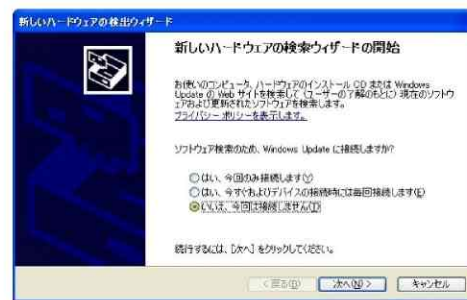 新しいハードウェアの検出ウィザード
新しいハードウェアの検索ウィザードの開始
お使いのコンピュータ、ハードウェアのインストール CD または Windows
Update の Web サイトを検索して (ユーザーの了解のもとに) 現在のソフトウ
ェアおよび更新されたソフトウェアを検索します。
プライバシー ポリシーを表示します。
ソフトウェア検索のため、Windows Update に接続しますか?
はい、今回のみ接続します(Y)
はい、今すぐおよびデバイスの接続時には毎回接続します(E)
いいえ、今回は接続しません(T)
続行するには、[次へ] をクリックしてください。
< 戻る(B)
次へ(N) >
キャンセル